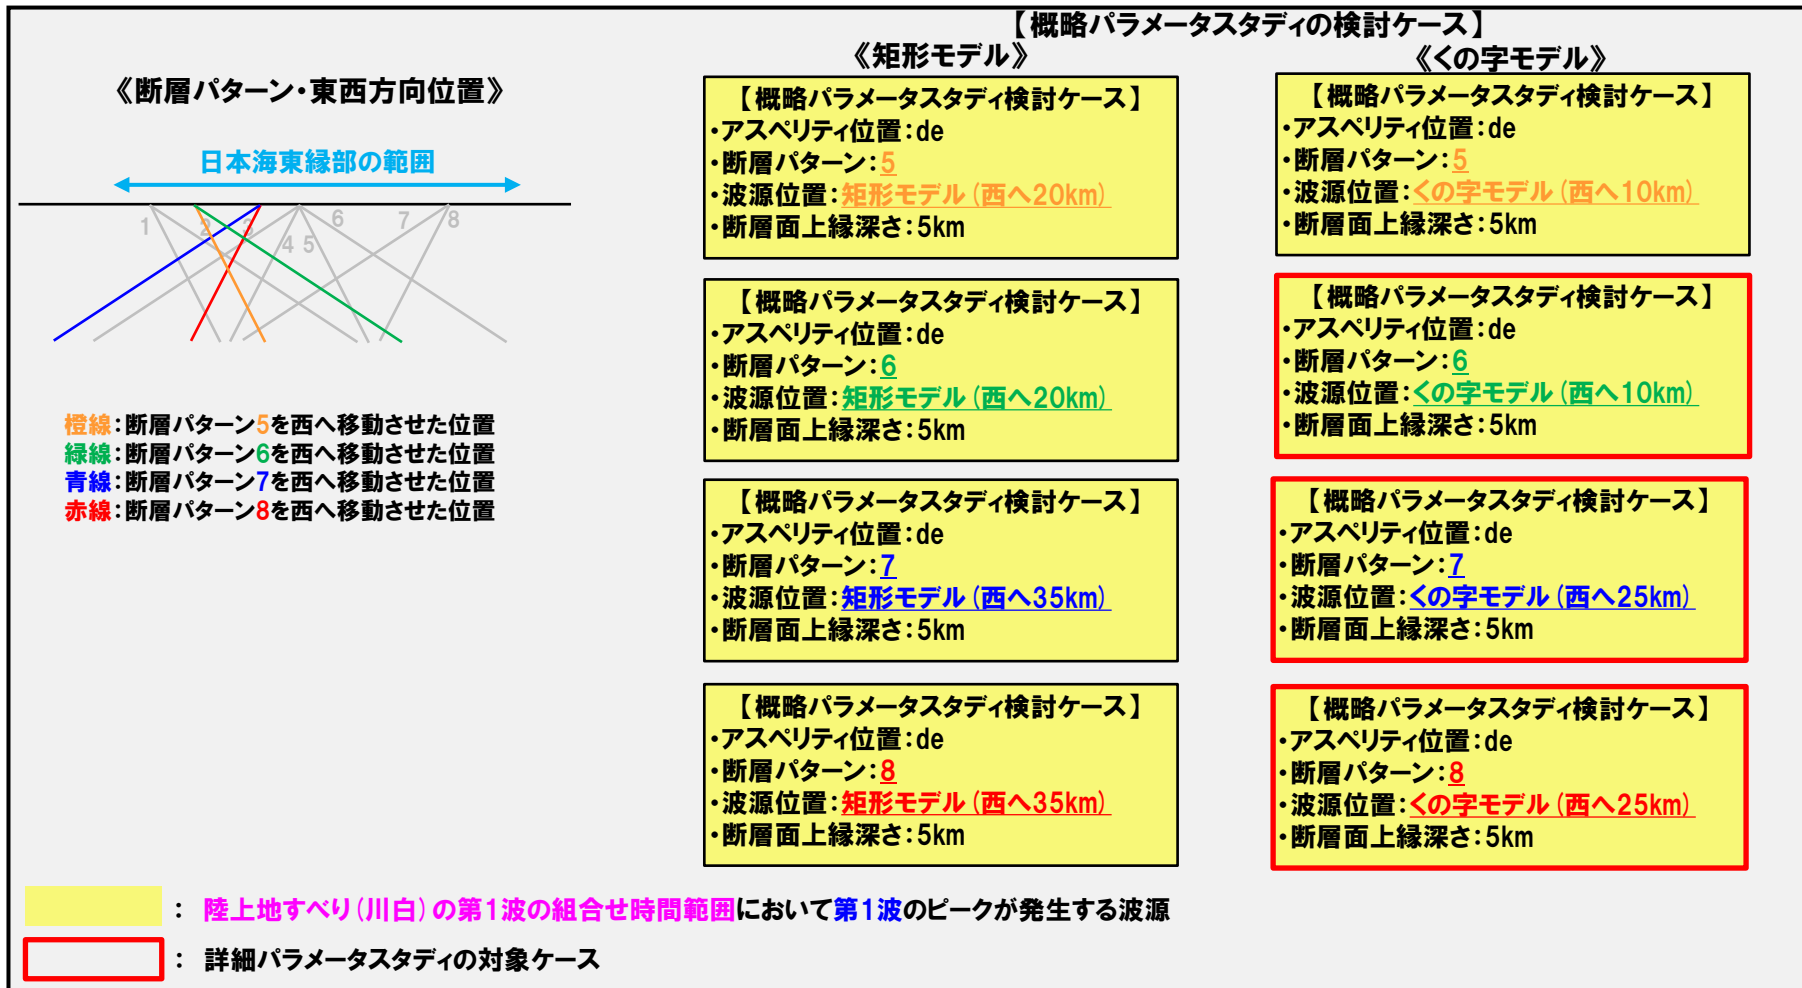 【概略パラメータスタディの検討ケース】
《断層パターン・東西方向位置》
日本海東縁部の範囲
1
2
3
4
5
6
7
8
橙線：断層パターン5を西へ移動させた位置
緑線：断層パターン6を西へ移動させた位置
青線：断層パターン7を西へ移動させた位置
赤線：断層パターン8を西へ移動させた位置
《矩形モデル》
【概略パラメータスタディ検討ケース】
・アスペリティ位置：de
・断層パターン：5
・波源位置：矩形モデル（西へ20km）
・断層面上縁深さ：5km
【概略パラメータスタディ検討ケース】
・アスペリティ位置：de
・断層パターン：6
・波源位置：矩形モデル（西へ20km）
・断層面上縁深さ：5km
【概略パラメータスタディ検討ケース】
・アスペリティ位置：de
・断層パターン：7
・波源位置：矩形モデル（西へ35km）
・断層面上縁深さ：5km
【概略パラメータスタディ検討ケース】
・アスペリティ位置：de
・断層パターン：8
・波源位置：矩形モデル（西へ35km）
・断層面上縁深さ：5km
《くの字モデル》
【概略パラメータスタディ検討ケース】
・アスペリティ位置：de
・断層パターン：5
・波源位置：くの字モデル（西へ10km）
・断層面上縁深さ：5km
【概略パラメータスタディ検討ケース】
・アスペリティ位置：de
・断層パターン：6
・波源位置：くの字モデル（西へ10km）
・断層面上縁深さ：5km
【概略パラメータスタディ検討ケース】
・アスペリティ位置：de
・断層パターン：7
・波源位置：くの字モデル（西へ25km）
・断層面上縁深さ：5km
【概略パラメータスタディ検討ケース】
・アスペリティ位置：de
・断層パターン：8
・波源位置：くの字モデル（西へ25km）
・断層面上縁深さ：5km
： 陸上地すべり（川白）の第1波の組合せ時間範囲において第1波のピークが発生する波源
： 詳細パラメータスタディの対象ケース